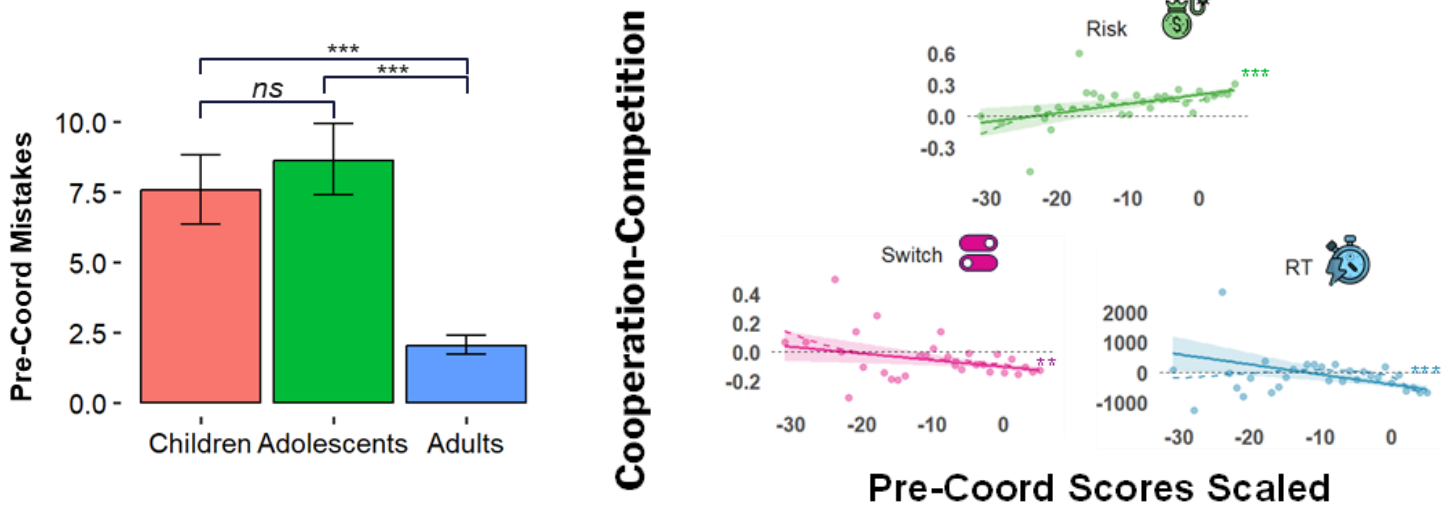 ***
***
ns
Pre-Coord Mistakes
10.0
7.5
5.0
2.5
0.0
Children Adolescents Adults
Cooperation-Competition
Risk
$
0.6
0.3
0.0
-0.3
***
-30 -20 -10 0
Switch
0.4
0.2
0.0
-0.2
**
-30 -20 -10 0
RT
2000
1000
0
-1000
***
-30 -20 -10 0
Pre-Coord Scores Scaled